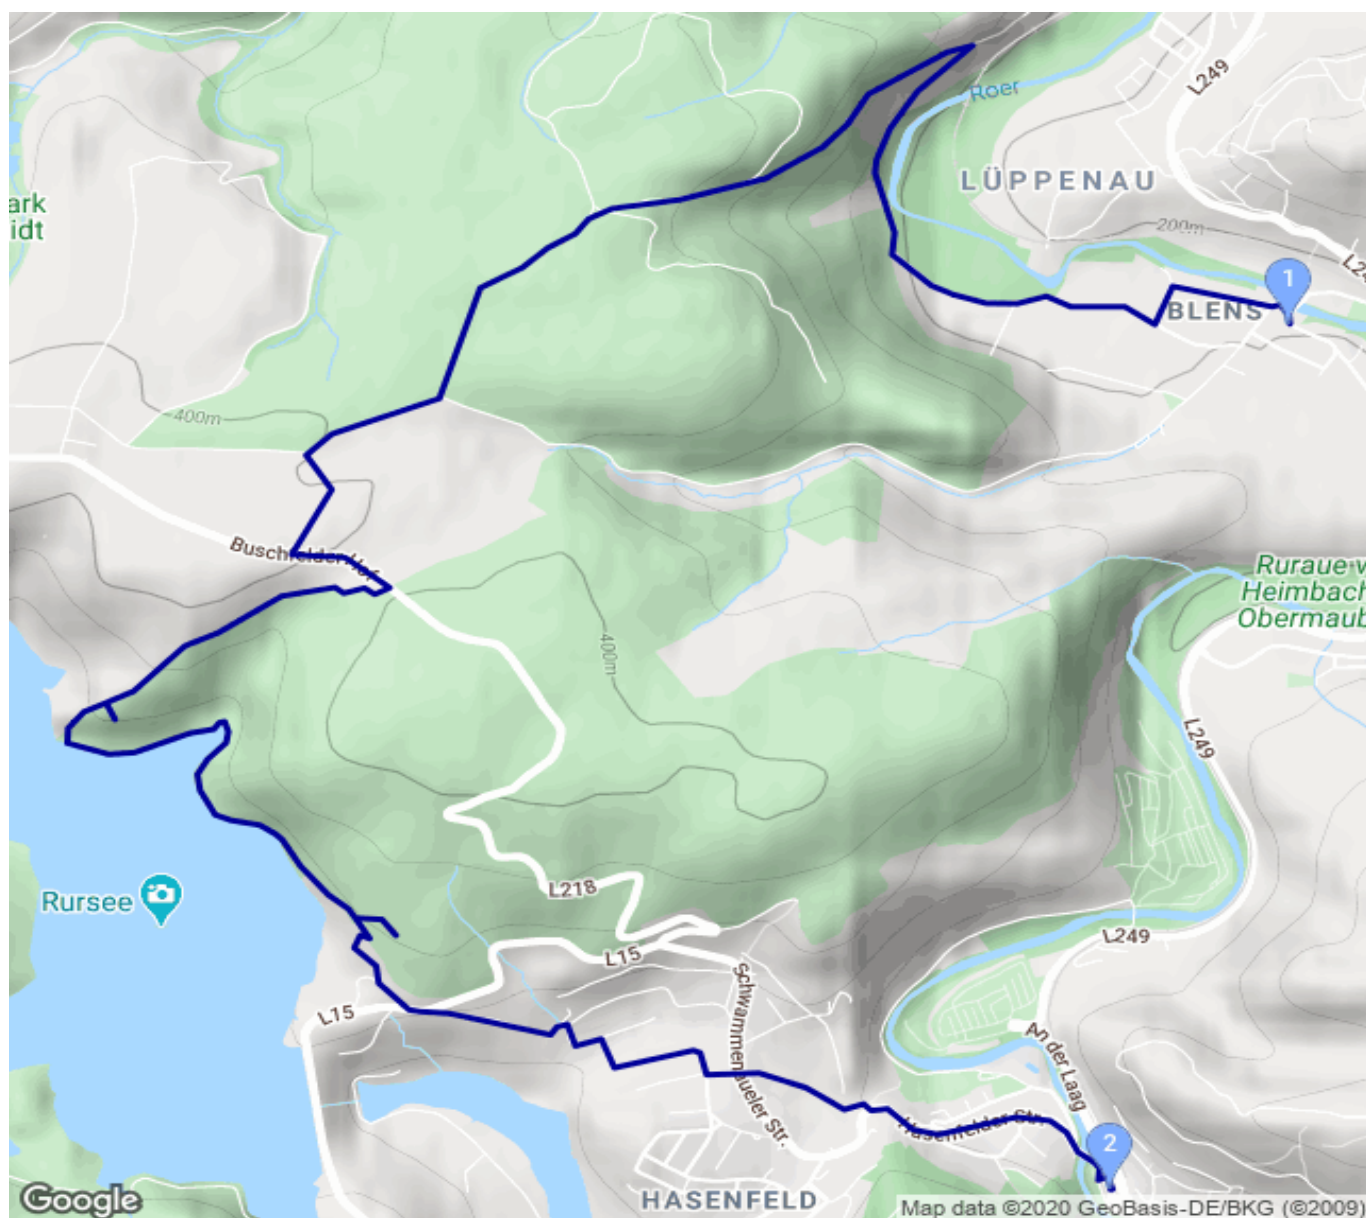 L249
Roer
LÜPPENAU
ark
idt
200m
L24
1
BLENS
400m
Buschfelder Hof
Ruraue v
Heimbach
Obermaub
400m
L249
L218
Rursee
L249
L15
L15
Schwammenaueler Str.
An der Laag
Hasenfelder Str.
2
HASENFELD
Google
Map data ©2020 GeoBasis-DE/BKG (©2009)